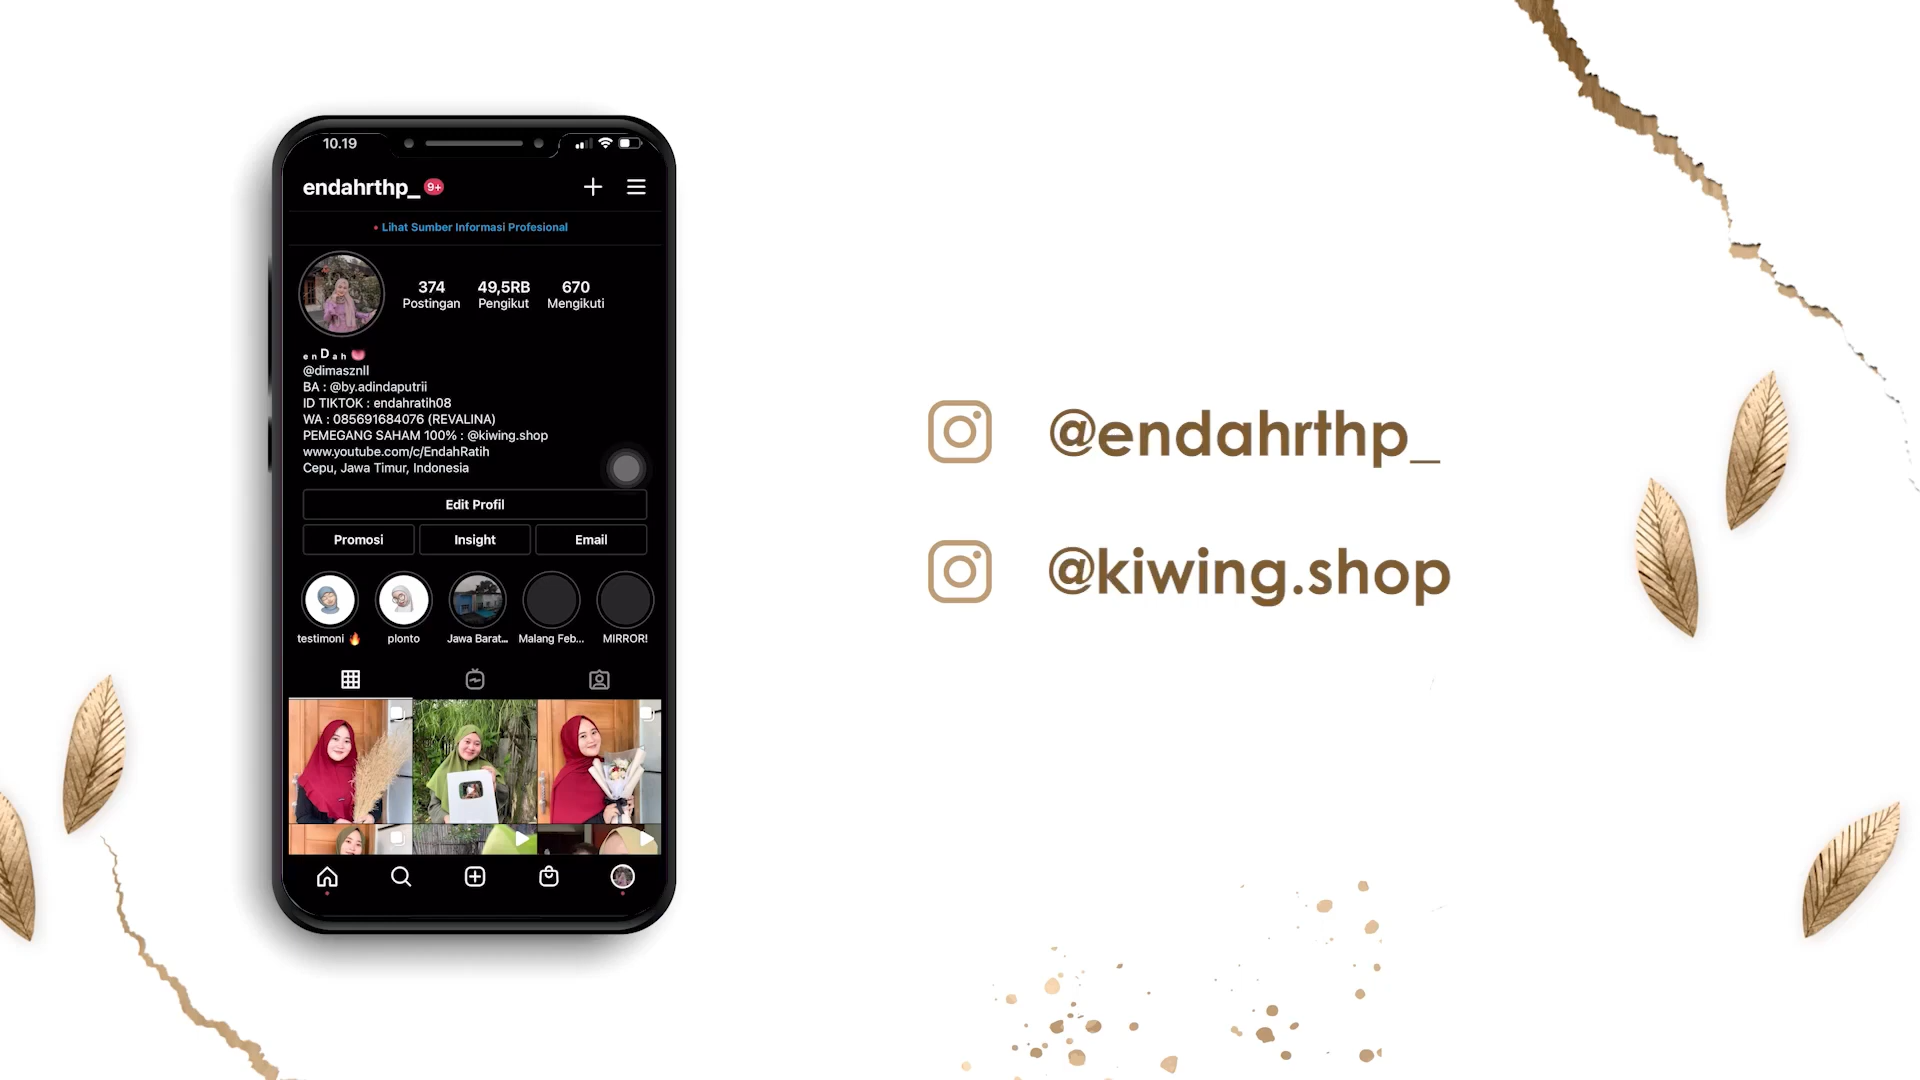 10.19
endahrthp_ 9+
• Lihat Sumber Informasi Profesional
374 49,5RB 670
Postingan Pengikut Mengikuti
enDah
@dimasznll
BA : @by.adindaputrii
ID TIKTOK : endahratih08
WA : 085691684076 (REVALINA)
PEMEGANG SAHAM 100% : @kiwing.shop
www.youtube.com/c/EndahRatih
Cepu, Jawa Timur, Indonesia
Edit Profil
Promosi Insight Email
testimoni 🔥 plonto Jawa Barat... Malang Feb... MIRROR!
@endahrthp_
@kiwing.shop